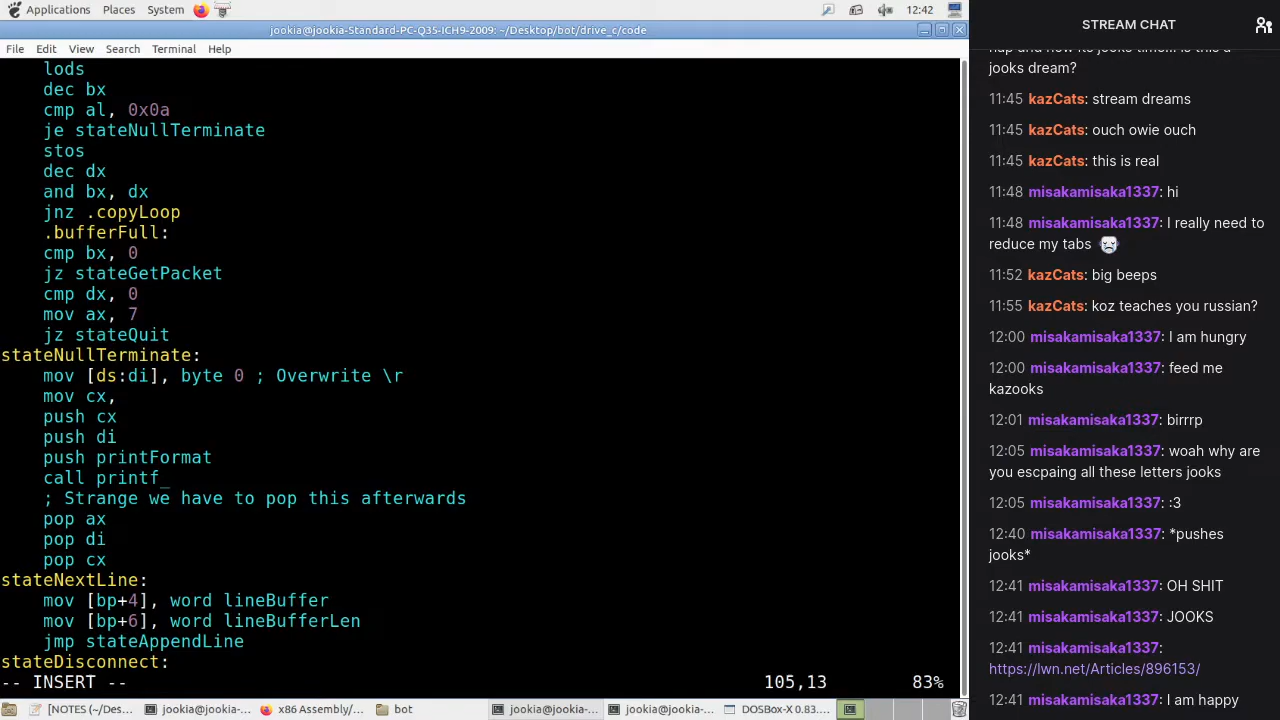 Applications Places System 12:42
jookia@jookia-Standard-PC-Q35-ICH9-2009: ~/Desktop/bot/drive_c/code
File Edit View Search Terminal Help
lods
dec bx
cmp al, 0x0a
je stateNullTerminate
stos
dec dx
and bx, dx
jnz .copyLoop
.bufferFull:
cmp bx, 0
jz stateGetPacket
cmp dx, 0
mov ax, 7
jz stateQuit
stateNullTerminate:
mov [ds:di], byte 0 ; Overwrite \r
mov cx,
push cx
push di
push printFormat
call printf_
; Strange we have to pop this afterwards
pop ax
pop di
pop cx
stateNextLine:
mov [bp+4], word lineBuffer
mov [bp+6], word lineBufferLen
jmp stateAppendLine
stateDisconnect:
-- INSERT -- 105,13 83%
[NOTES (~/Des... jookia@jookia-... x86 Assembly/... bot jookia@jookia-... jookia@jookia-... DOSBox-X 0.83....
STREAM CHAT
jooks dream?
11:45 kazCats: stream dreams
11:45 kazCats: ouch owie ouch
11:45 kazCats: this is real
11:48 misakamisaka1337: hi
11:48 misakamisaka1337: I really need to
reduce my tabs
11:52 kazCats: big beeps
11:55 kazCats: koz teaches you russian?
12:00 misakamisaka1337: I am hungry
12:00 misakamisaka1337: feed me
kazooks
12:01 misakamisaka1337: birrrp
12:05 misakamisaka1337: woah why are
you escpaing all these letters jooks
12:05 misakamisaka1337: :3
12:40 misakamisaka1337: *pushes
jooks*
12:41 misakamisaka1337: OH SHIT
12:41 misakamisaka1337: JOOKS
12:41 misakamisaka1337:
https://lwn.net/Articles/896153/
12:41 misakamisaka1337: I am happy